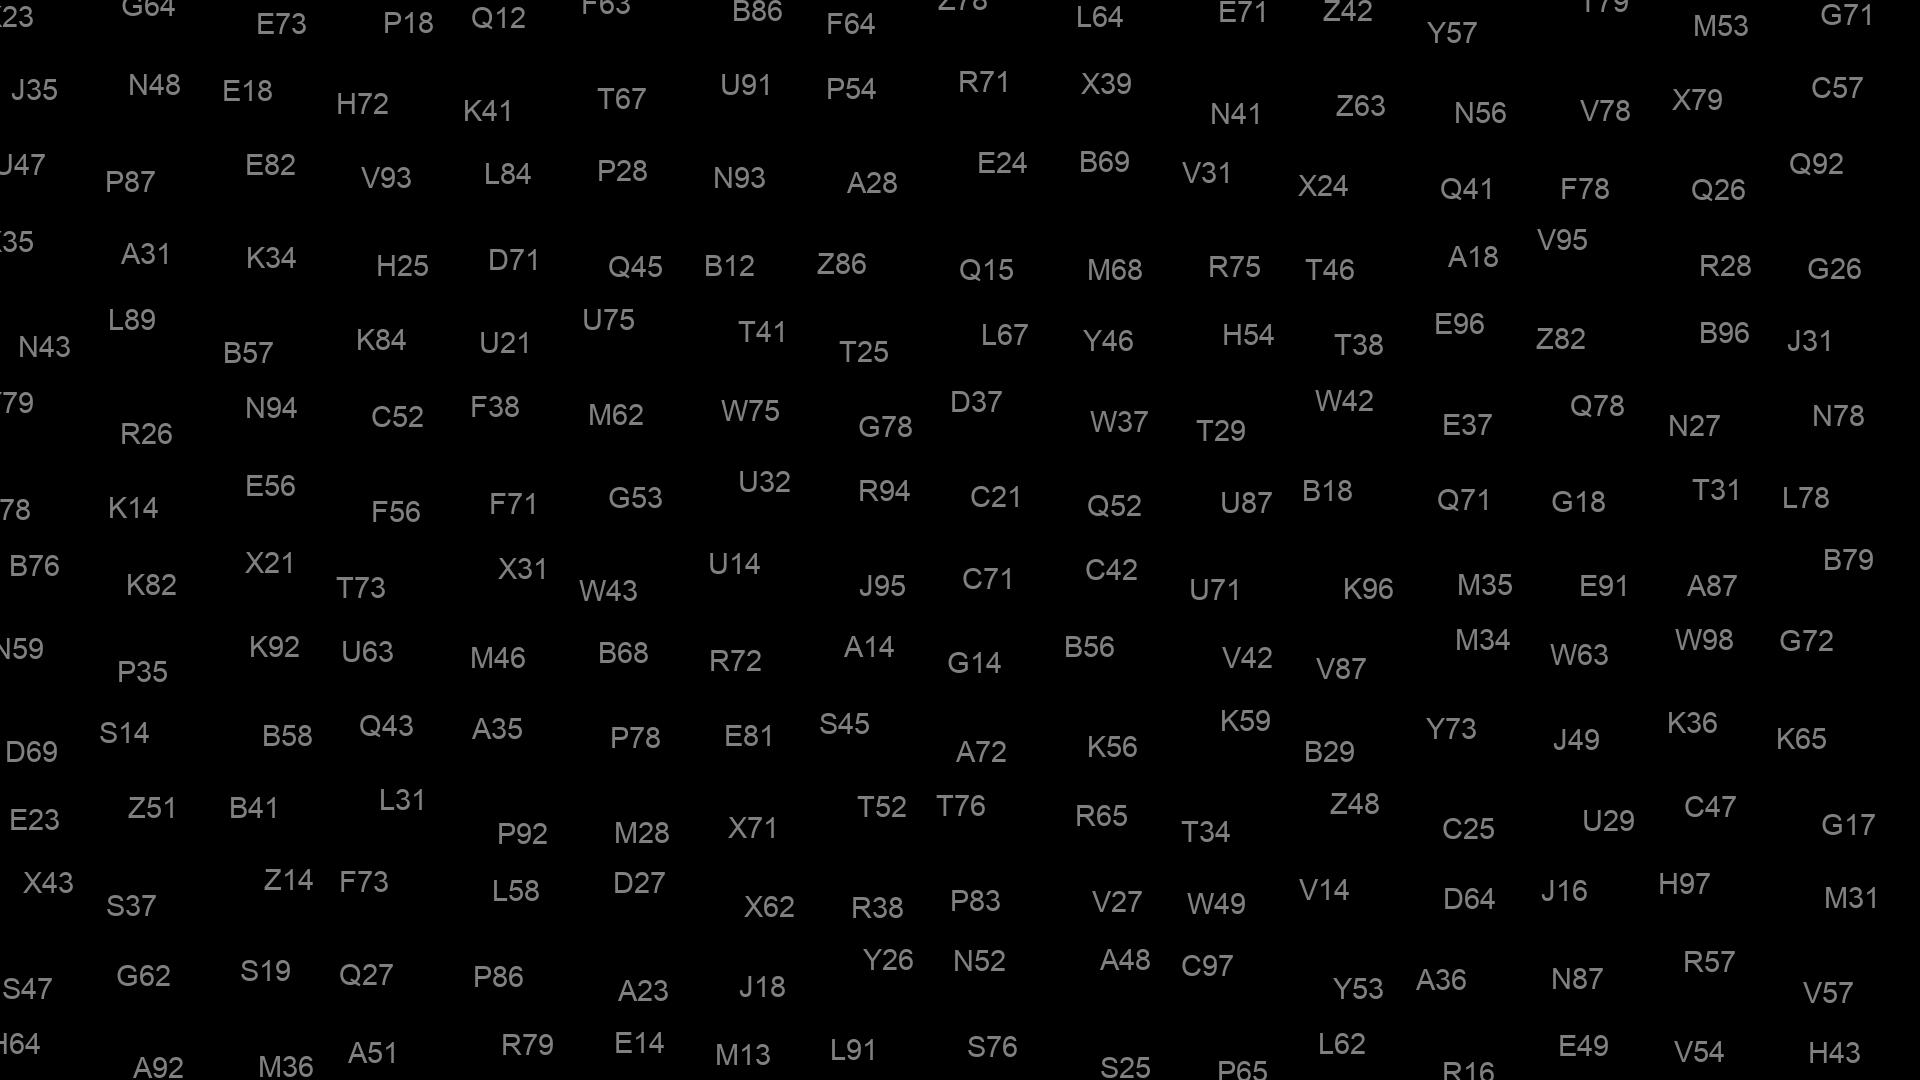 G64 E73 P18 Q12 F63 B86 F64 Z78 L64 E71 Z42 Y57 M53 G71
J35 N48 E18 H72 K41 T67 U91 P54 R71 X39 N41 Z63 N56 V78 X79 C57
U47 P87 E82 V93 L84 P28 N93 A28 E24 B69 V31 X24 Q41 F78 Q26 Q92
A31 K34 H25 D71 Q45 B12 Z86 Q15 M68 R75 T46 A18 V95 R28 G26
N43 L89 B57 K84 U21 U75 T41 T25 L67 Y46 H54 T38 E96 Z82 B96 J31
R26 N94 C52 F38 M62 W75 G78 D37 W37 T29 W42 E37 Q78 N27 N78
78 K14 E56 F56 F71 G53 U32 R94 C21 Q52 U87 B18 Q71 G18 T31 L78
B76 K82 X21 T73 X31 W43 U14 J95 C71 C42 U71 K96 M35 E91 A87 B79
N59 P35 K92 U63 M46 B68 R72 A14 G14 B56 V42 V87 M34 W63 W98 G72
D69 S14 B58 Q43 A35 P78 E81 S45 A72 K56 K59 B29 Y73 J49 K36 K65
E23 Z51 B41 L31 P92 M28 X71 T52 T76 R65 T34 Z48 C25 U29 C47 G17
X43 S37 Z14 F73 L58 D27 X62 R38 P83 V27 W49 V14 D64 J16 H97 M31
S47 G62 S19 Q27 P86 A23 J18 Y26 N52 A48 C97 Y53 A36 N87 R57 V57
H64 A92 M36 A51 R79 E14 M13 L91 S76 S25 P65 L62 R16 E49 V54 H43